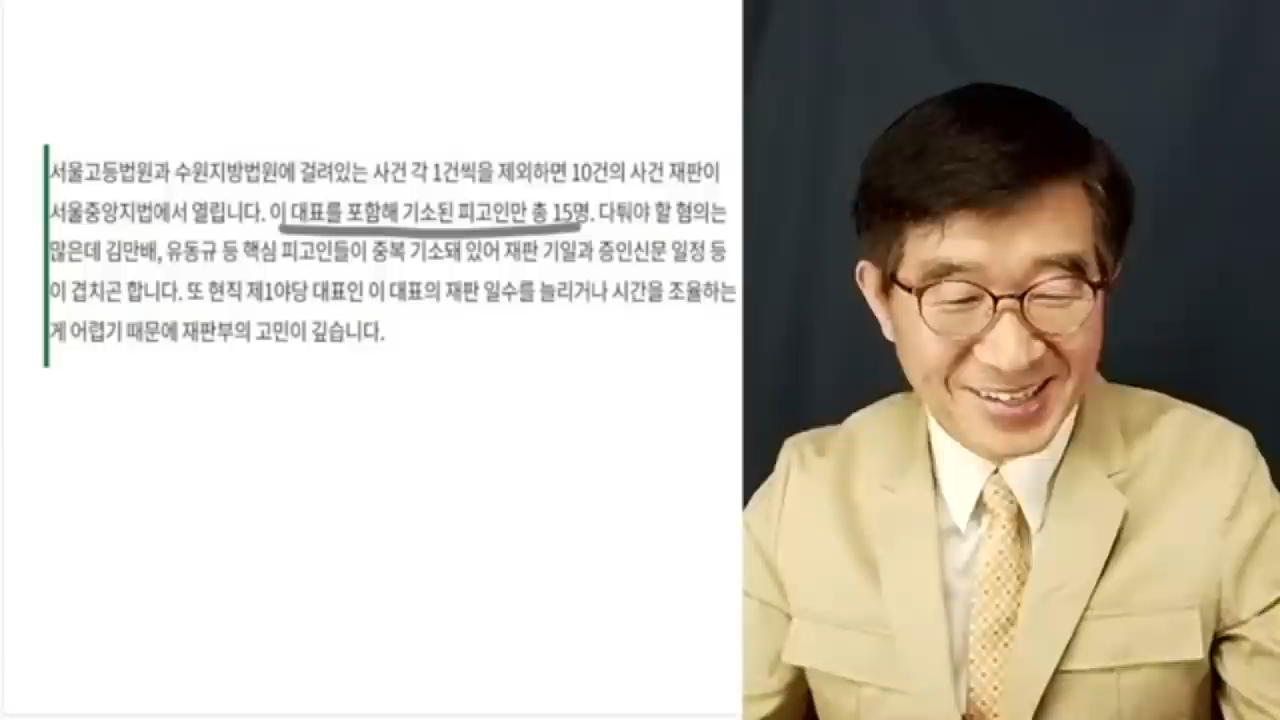 서울고등법원과 수원지방법원에 걸려있는 사건 각 1건씩을 제외하면 10건의 사건 재판이
서울중앙지법에서 열립니다. 이 대표를 포함해 기소된 피고인만 총 15명. 다퉈야 할 혐의는
많은데 김만배, 유동규 등 핵심 피고인들이 중복 기소돼 있어 재판 기일과 증인신문 일정 등
이 겹치곤 합니다. 또 현직 제1야당 대표인 이 대표의 재판 일수를 늘리거나 시간을 조율하는
게 어렵기 때문에 재판부의 고민이 깊습니다.